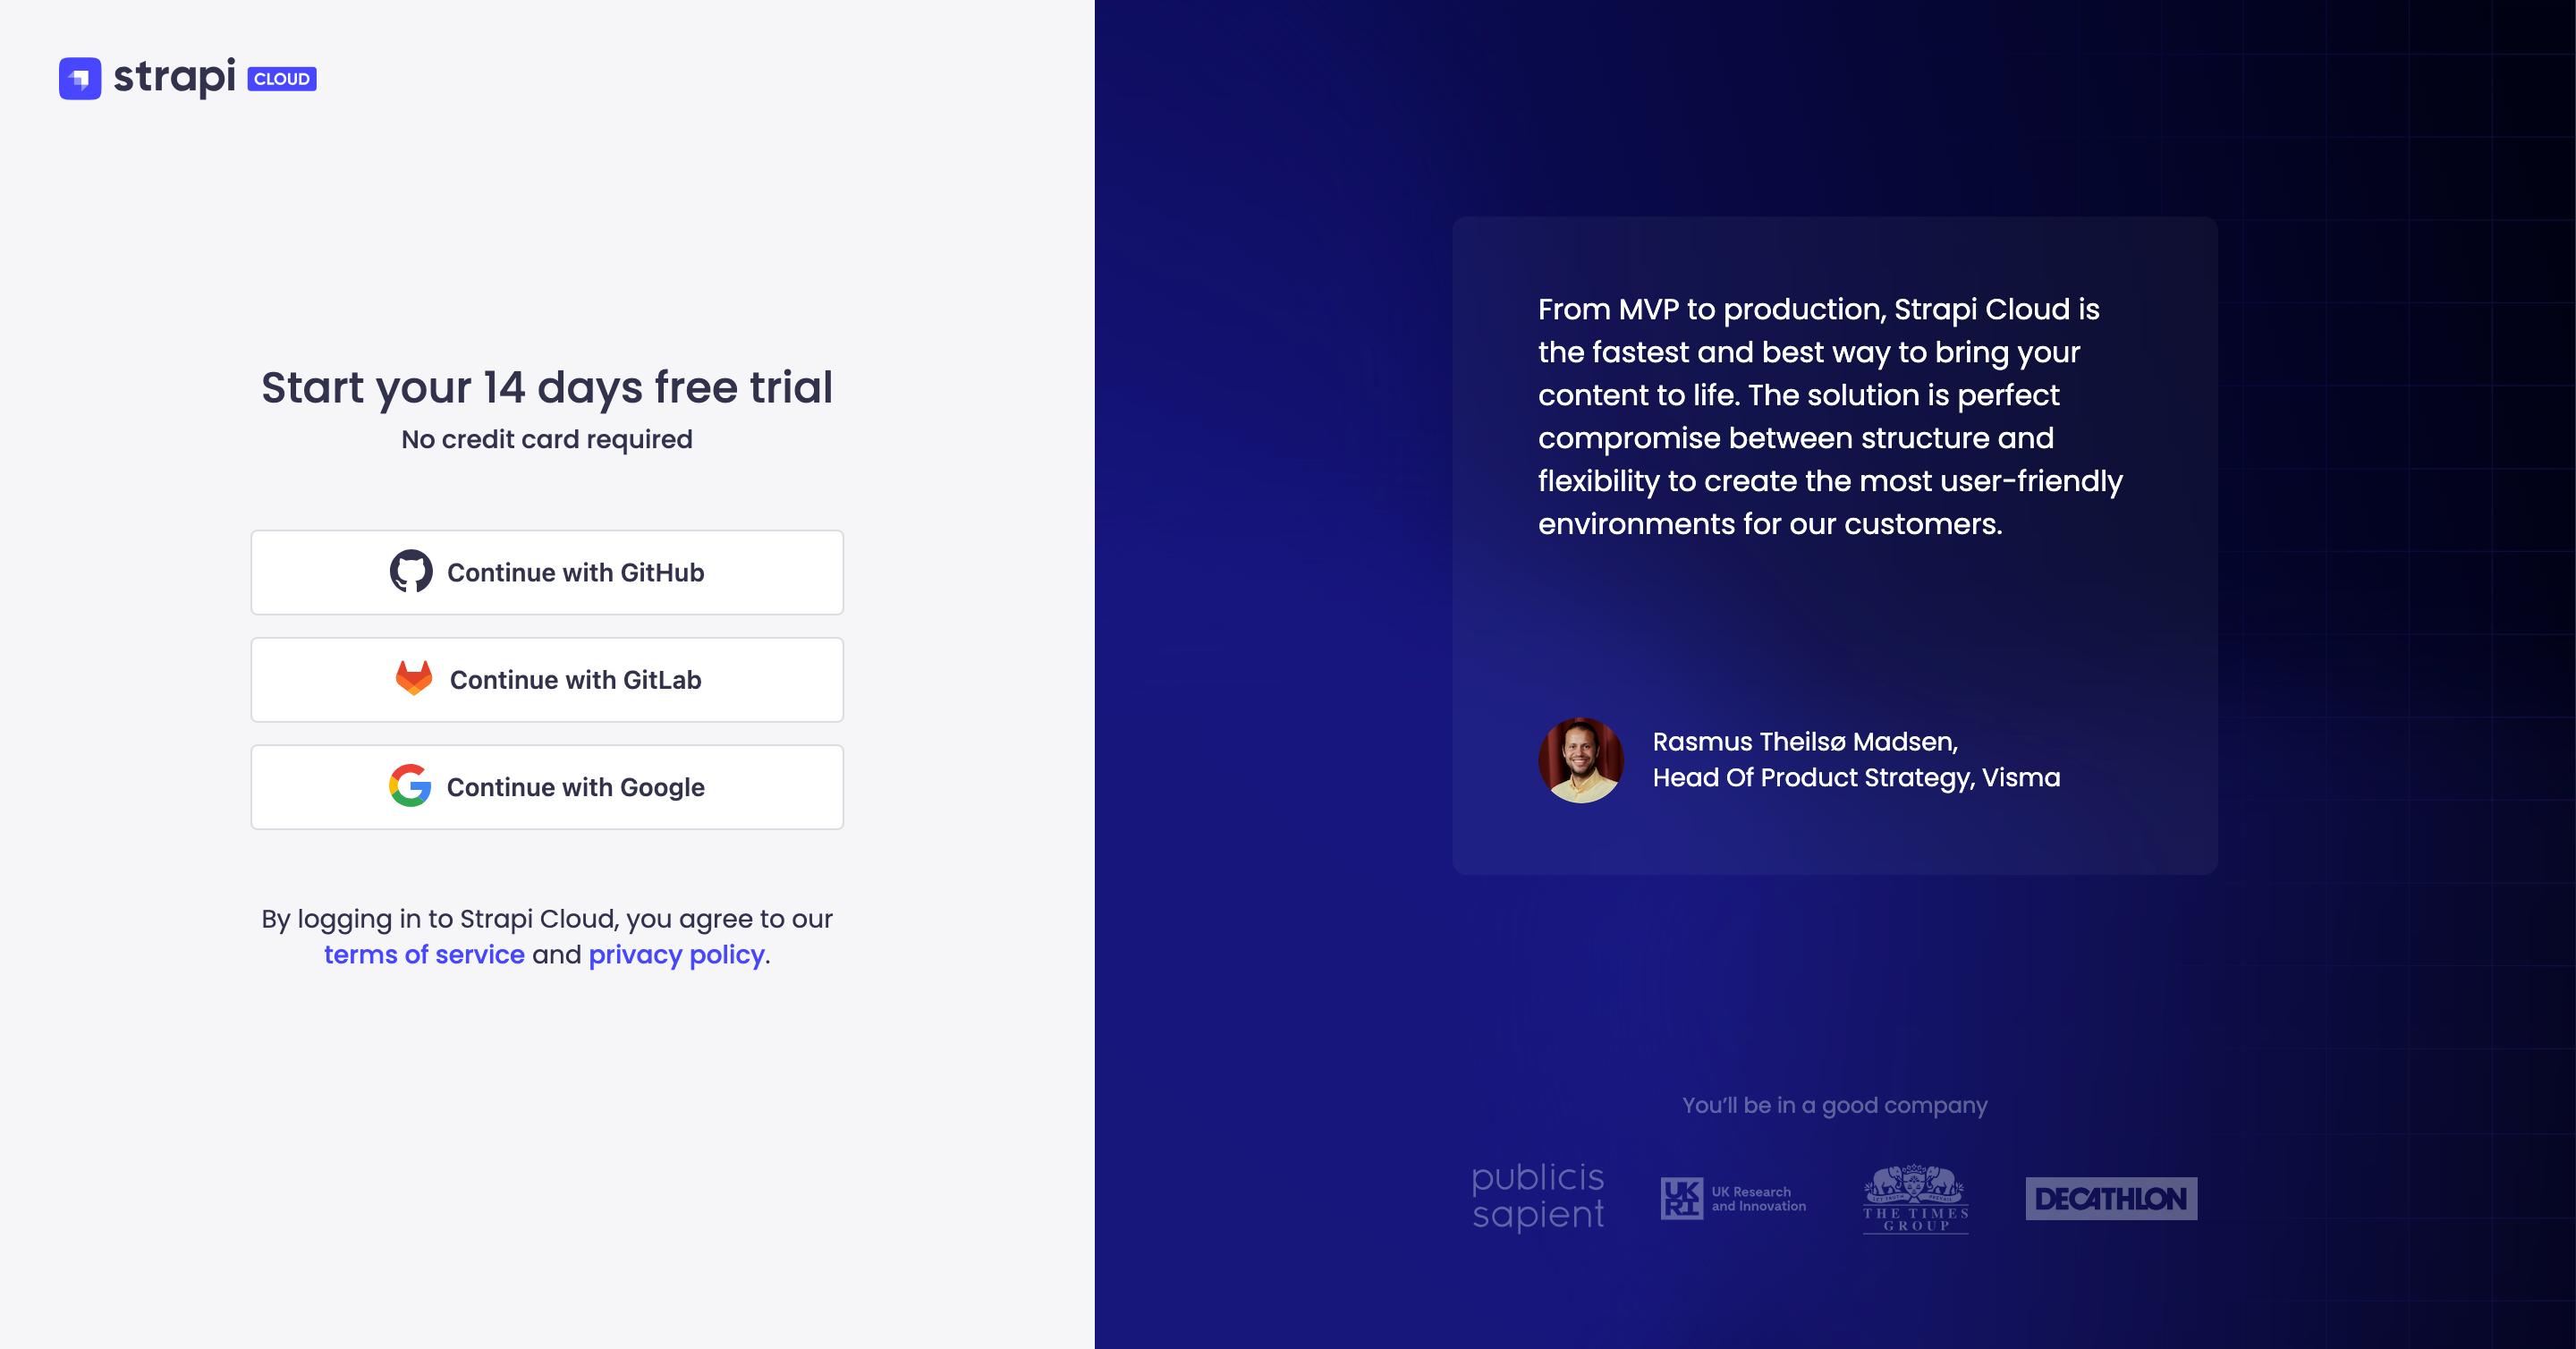 strapi CLOUD
Start your 14 days free trial
No credit card required
Continue with GitHub
Continue with GitLab
Continue with Google
By logging in to Strapi Cloud, you agree to our
terms of service and privacy policy.
From MVP to production, Strapi Cloud is
the fastest and best way to bring your
content to life. The solution is perfect
compromise between structure and
flexibility to create the most user-friendly
environments for our customers.
Rasmus Theilsø Madsen,
Head Of Product Strategy, Visma
You’ll be in a good company
publicis
sapient
UK
RI
UK Research
and Innovation
LET TRUTH PREVAIL
THE TIMES
GROUP
DECATHLON